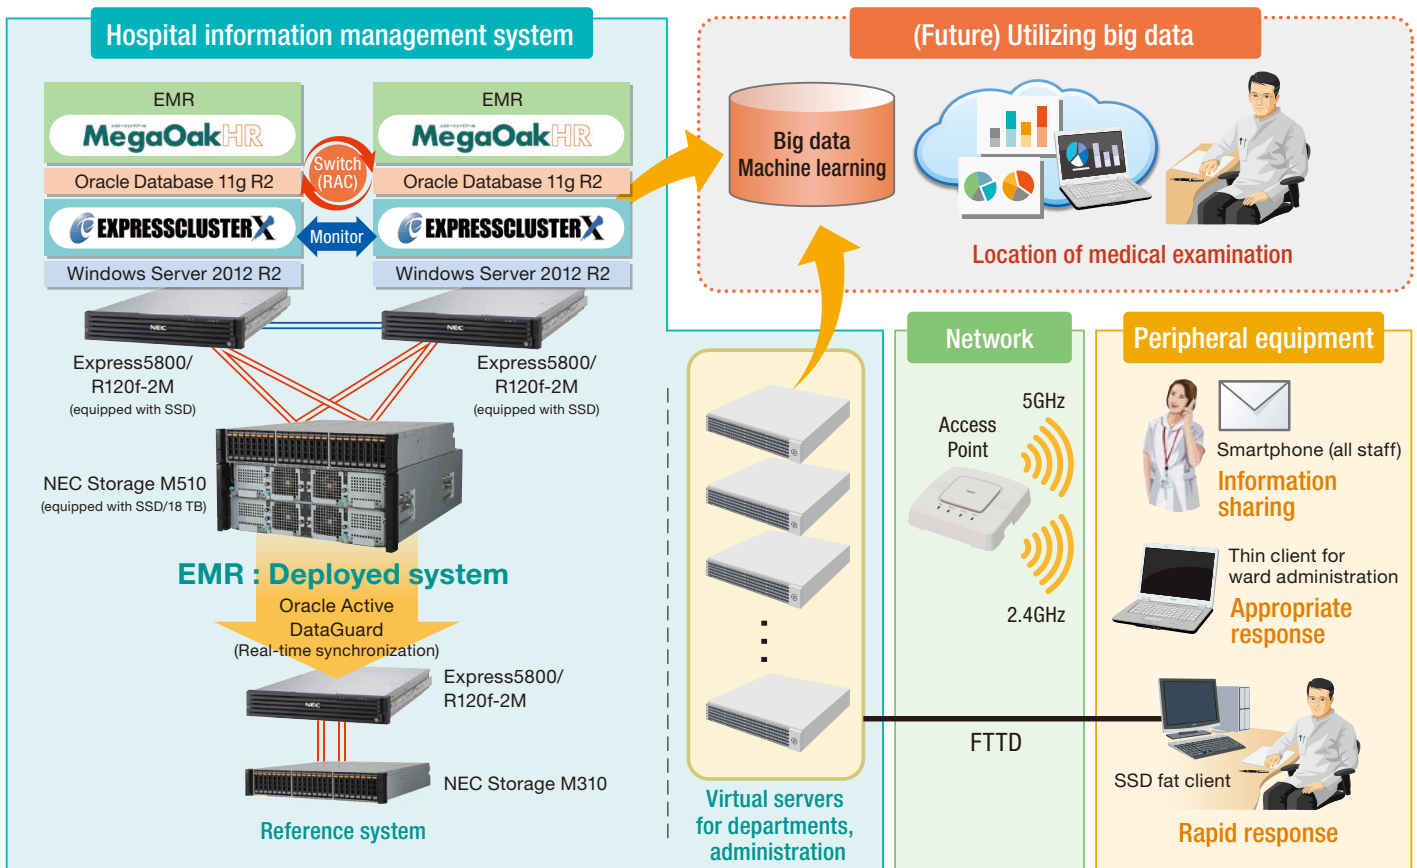 Hospital information management system
EMR
MegaOakHR
Oracle Database 11g R2
EXPRESSCLUSTER X
Windows Server 2012 R2
Switch
(RAC)
Monitor
EMR
MegaOakHR
Oracle Database 11g R2
EXPRESSCLUSTER X
Windows Server 2012 R2
NEC
NEC
Express5800/
R120f-2M
(equipped with SSD)
Express5800/
R120f-2M
(equipped with SSD)
NEC Storage M510
(equipped with SSD/18 TB)
EMR : Deployed system
Oracle Active
DataGuard
(Real-time synchronization)
NEC
Express5800/
R120f-2M
NEC Storage M310
Reference system
Virtual servers
for departments,
administration
(Future) Utilizing big data
Big data
Machine learning
Location of medical examination
Network
5GHz
Access
Point
NEC
2.4GHz
FTTD
Peripheral equipment
Smartphone (all staff)
Information
sharing
Thin client for
ward administration
Appropriate
response
SSD fat client
Rapid response